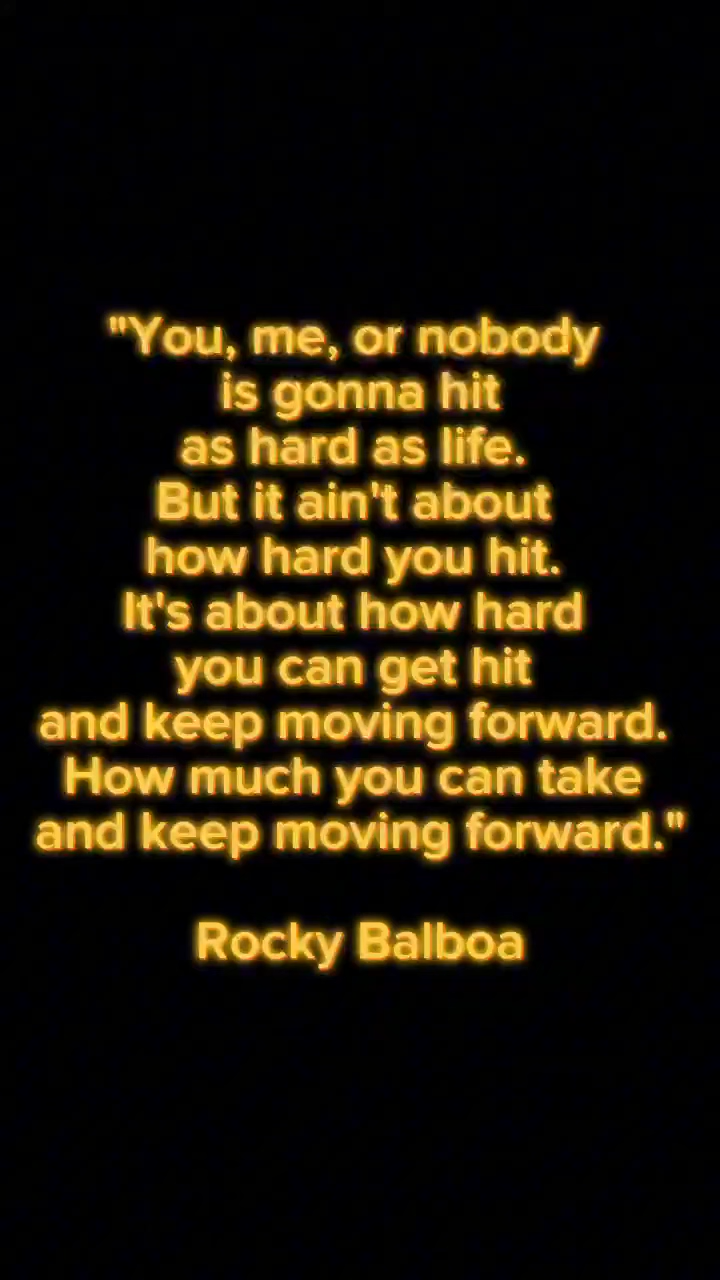 "You, me, or nobody
is gonna hit
as hard as life.
But it ain't about
how hard you hit.
It's about how hard
you can get hit
and keep moving forward.
How much you can take
and keep moving forward."
Rocky Balboa